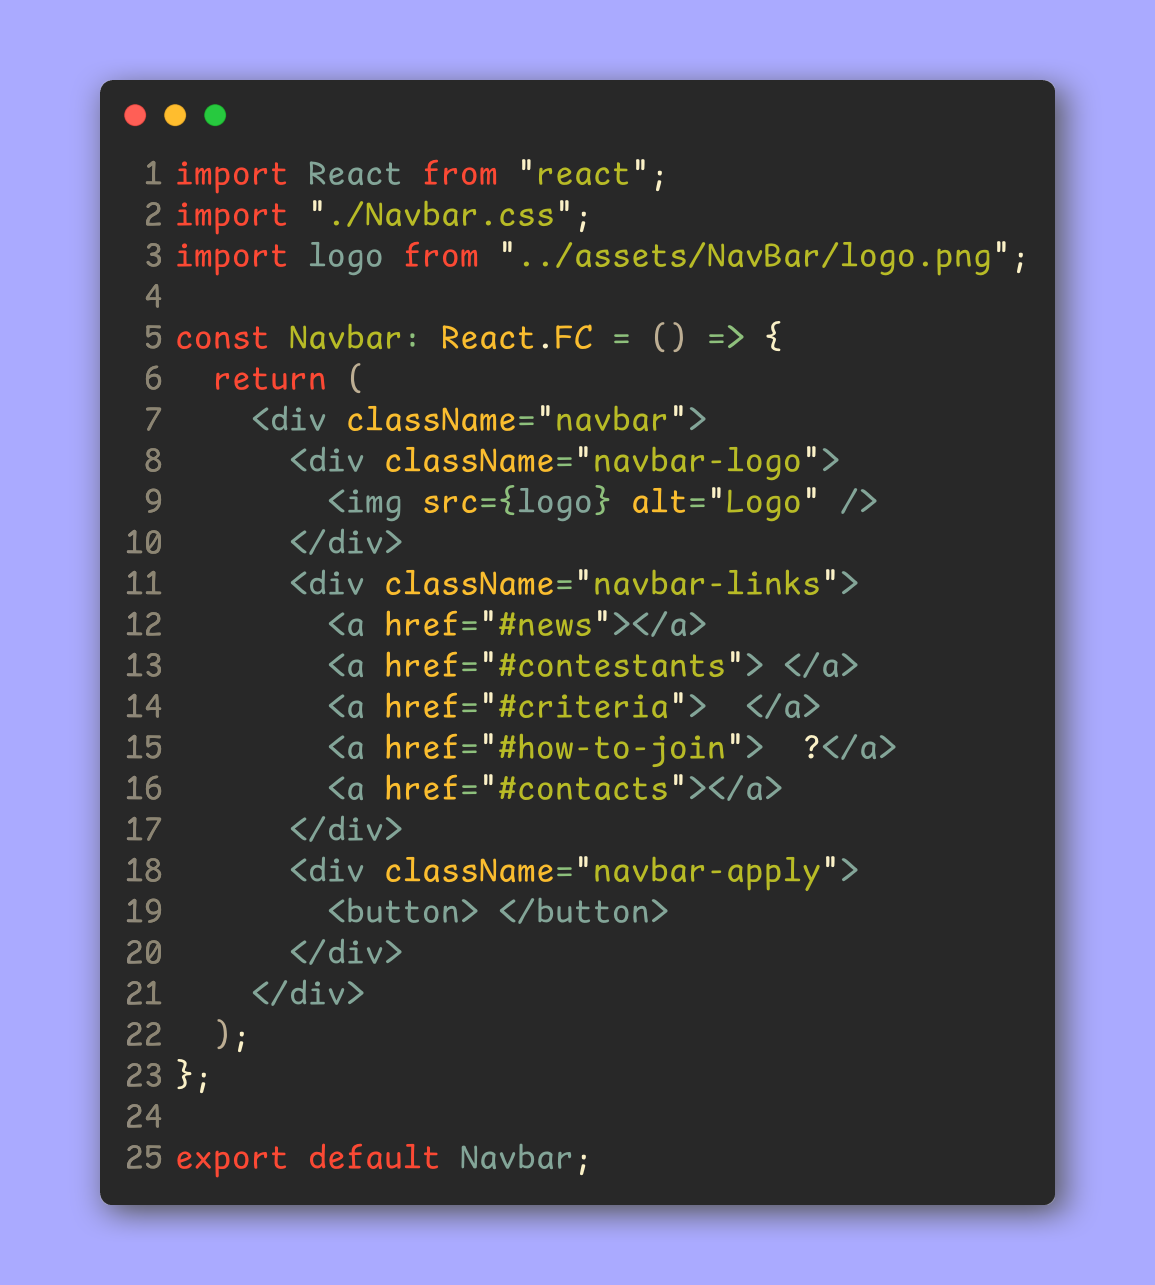 1 import React from "react";
2 import "./Navbar.css";
3 import logo from "../assets/NavBar/logo.png";
4
5 const Navbar: React.FC = () => {
6   return (
7     <div className="navbar">
8       <div className="navbar-logo">
9         <img src={logo} alt="Logo" />
10       </div>
11       <div className="navbar-links">
12         <a href="#news"></a>
13         <a href="#contestants"> </a>
14         <a href="#criteria">  </a>
15         <a href="#how-to-join">  ?</a>
16         <a href="#contacts"></a>
17       </div>
18       <div className="navbar-apply">
19         <button> </button>
20       </div>
21     </div>
22   );
23 };
24
25 export default Navbar;